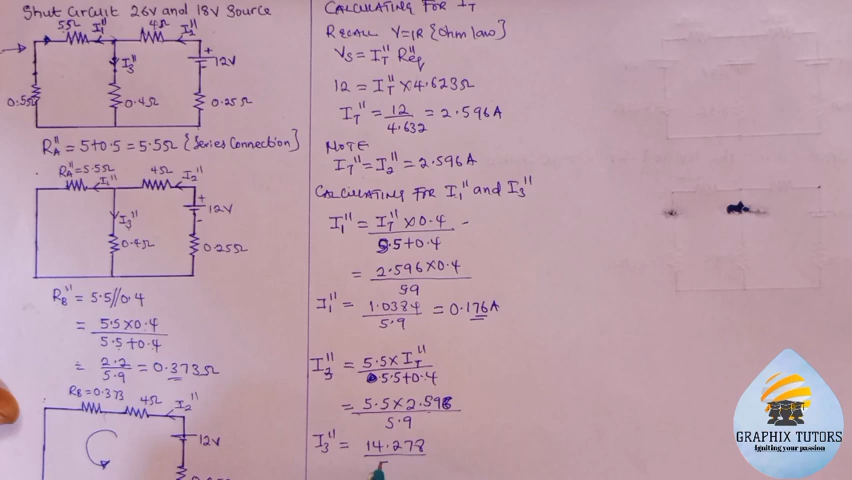 Shut Circuit 26V and 18V Source
5Ω I₁" 4Ω I₂"
+
12V
I₃"
0.5Ω 0.4Ω 0.25Ω
R"A = 5+0.5 = 5.5Ω {Series Connection}
R"A=5.5Ω 4Ω I₂"
I₁"
+
12V
-
I₃"
0.4Ω 0.25Ω
RB" = 5.5//0.4
= 5.5×0.4
5.5+0.4
= 2.2
5.9
= 0.373Ω
RB=0.373 4Ω I₂"
12V
CALCULATING FOR IT
RECALL V=IR {Ohm law}
VS = IT" Req"
12 = IT" × 4.623Ω
IT" = 12
4.632
= 2.596A
NOTE
IT" = I₂" = 2.596A
CALCULATING FOR I₁" and I₃"
I₁" = IT" × 0.4
5.5+0.4
= 2.596×0.4
59
I₁" = 1.0384
5.9
= 0.176A
I₃" = 5.5× IT"
5.5+0.4
= 5.5×2.596
5.9
I₃" = 14.278
GRAPHIX TUTORS
igniting your passion